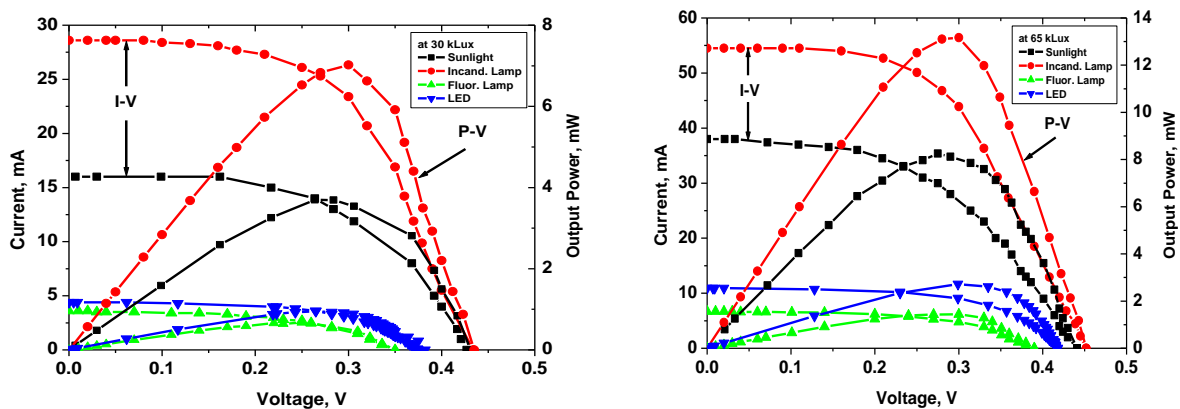 30
25
20
15
10
5
0
Current, mA
0.0 0.1 0.2 0.3 0.4 0.5
Voltage, V
8
6
4
2
0
Output Power, mW
I-V
P-V
at 30 kLux
Sunlight
Incand. Lamp
Fluor. Lamp
LED
60
50
40
30
20
10
0
Current, mA
0.0 0.1 0.2 0.3 0.4 0.5
Voltage, V
14
12
10
8
6
4
2
0
Output Power, mW
I-V
P-V
at 65 kLux
Sunlight
Incand. Lamp
Fluor. Lamp
LED